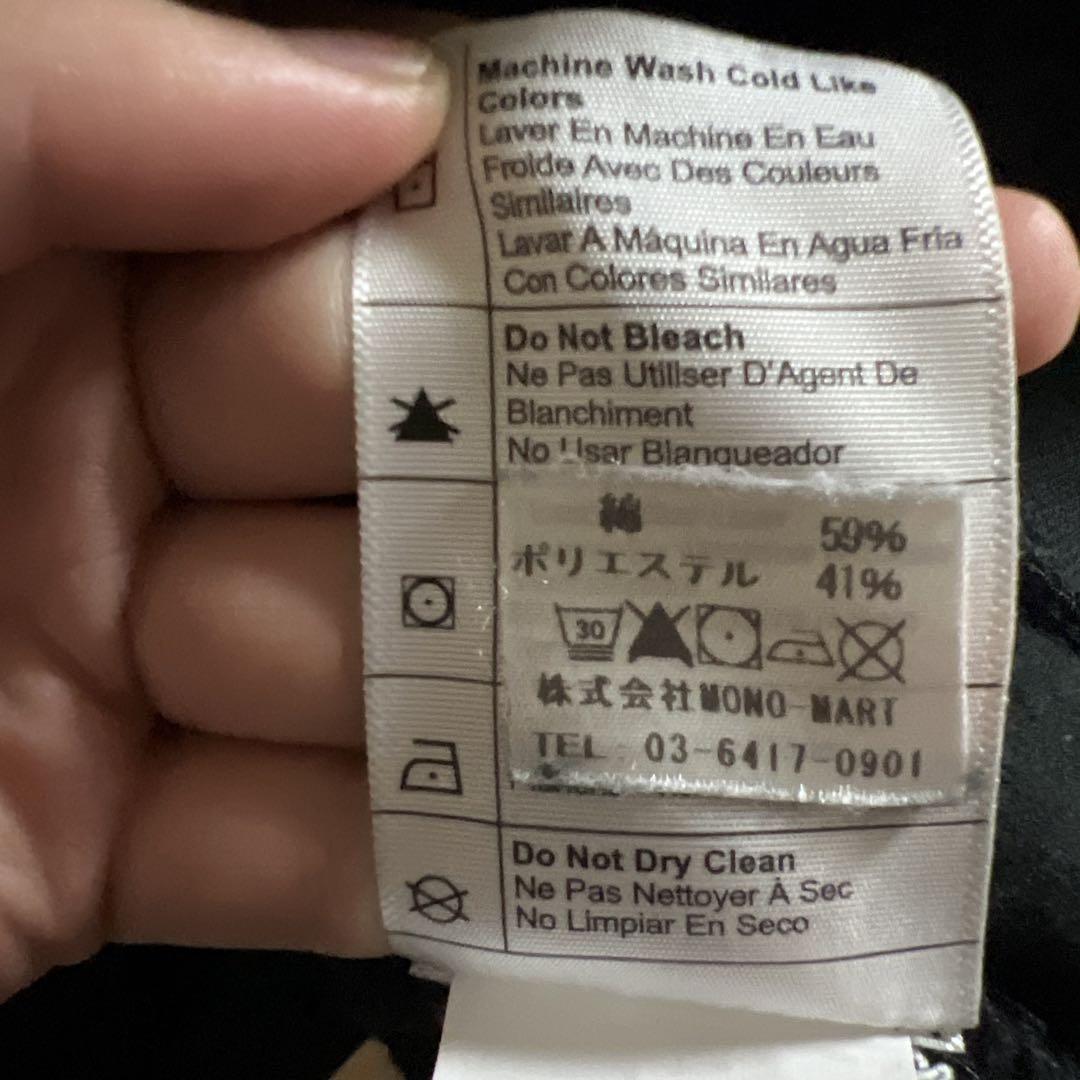 Machine Wash Cold Like
Colors
Laver En Machine En Eau
Froide Avec Des Couleurs
Similaires
Lavar A Máquina En Agua Fria
Con Colores Similares
Do Not Bleach
Ne Pas Utiliser D'Agent De
Blanchiment
No Usar Blanqueador
綿 59%
ポリエステル 41%
30
株式会社MONO-MART
TEL 03-6417-0901
Do Not Dry Clean
Ne Pas Nettoyer À Sec
No Limpiar En Seco